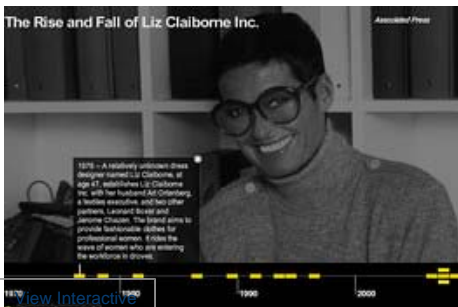 The Rise and Fall of Liz Claiborne Inc.
Associated Press
1976 – A relatively unknown dress
designer named Liz Claiborne, at
age 47, establishes Liz Claiborne
Inc. with her husband Art Ortenberg,
a textiles executive, and two other
partners, Leonard Boxer and
Jerome Chazen. The brand aims to
provide fashionable clothes for
professional women. It rides the
wave of women who are entering
the workforce in droves.
1970
1980
1990
2000
View Interactive